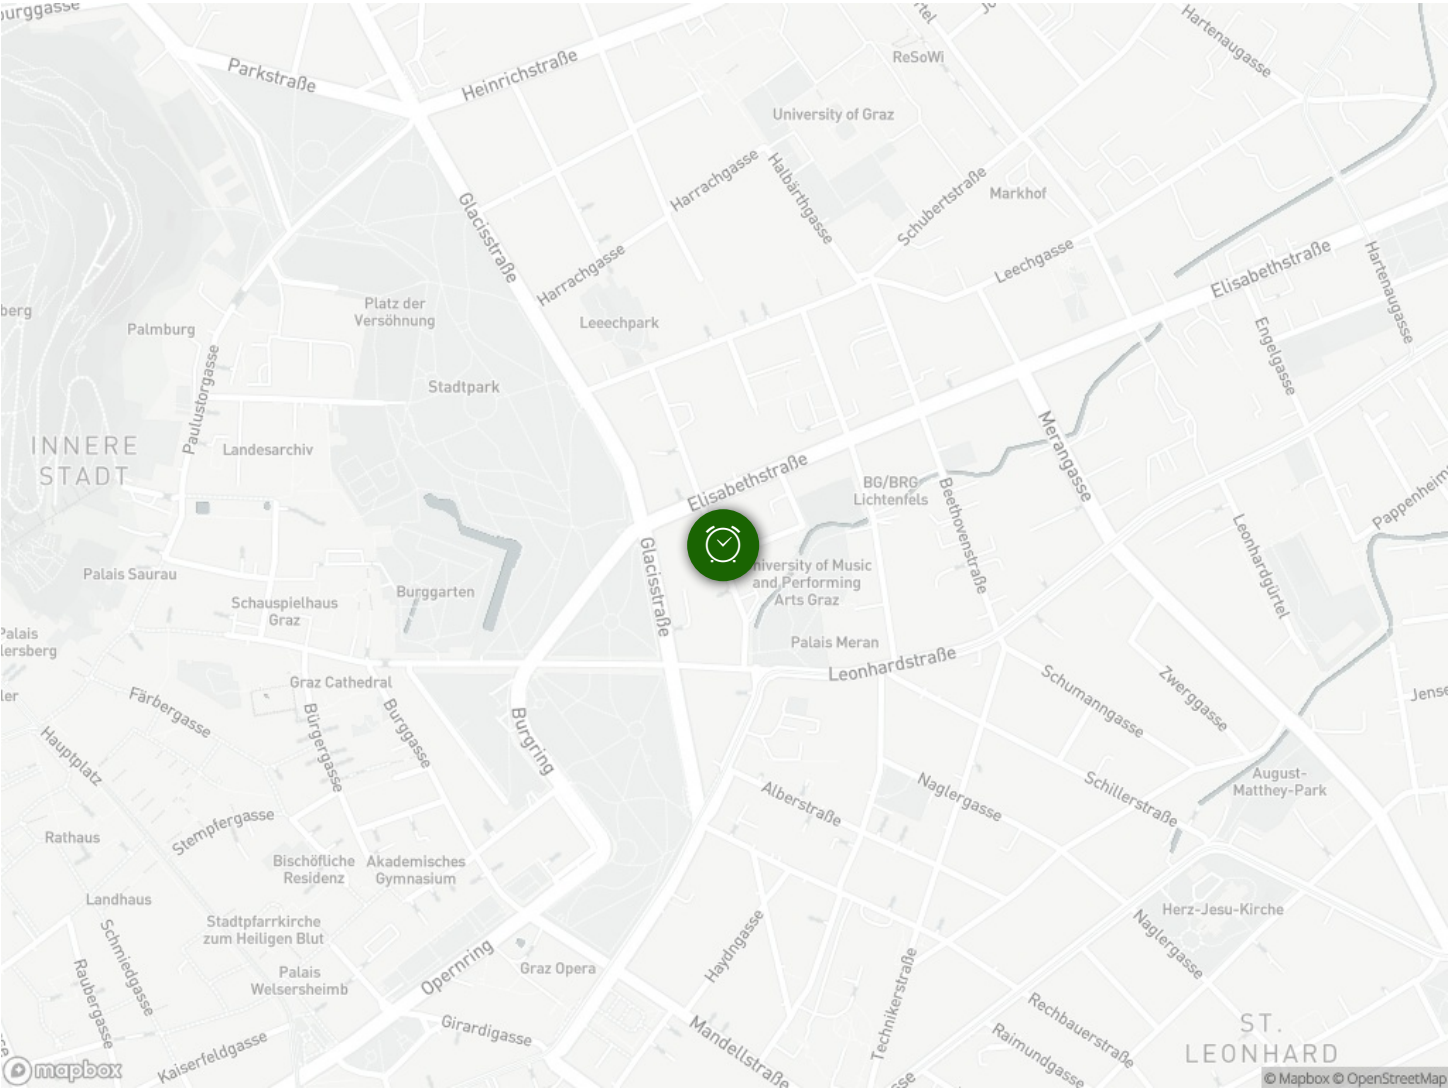 Parkstraße
Heinrichstraße
ReSoWi
Hartenaugasse
University of Graz
Harrachgasse
Halbärthgasse
Schubertstraße
Markhof
Glacisstraße
Leechgasse
Elisabethstraße
Hartenaugasse
Harrachgasse
Platz der
Versöhnung
Palmburg
Leeechpark
Engelgasse
Paulustorgasse
Stadtpark
INNERE
STADT
Landesarchiv
Merangasse
Elisabethstraße
BG/BRG
Lichtenfels
Beethovenstraße
Leonhardgürtel
Glacisstraße
Palais Saurau
Burggarten
niversity of Music
and Performing
Arts Graz
Schauspielhaus
Graz
Palais
lersberg
Palais Meran
Leonhardstraße
Graz Cathedral
Färbergasse
Bürgergasse
Burggasse
Burgring
Schumanngasse
Zwerggasse
Hauptplatz
Stempfergasse
Alberstraße
Naglergasse
Schillerstraße
August-
Matthey-Park
Rathaus
Bischöfliche
Residenz
Akademisches
Gymnasium
Landhaus
Stadtpfarrkirche
zum Heiligen Blut
Herz-Jesu-Kirche
Schmiedgasse
Raubergasse
Palais
Welsersheimb
Opernring
Graz Opera
Haydngasse
Technikerstraße
Naglergasse
Kaiserfeldgasse
Girardigasse
Mandellstraße
Rechbauerstraße
Raimundgasse
ST.
LEONHARD
mapbox
© Mapbox © OpenStreetMap